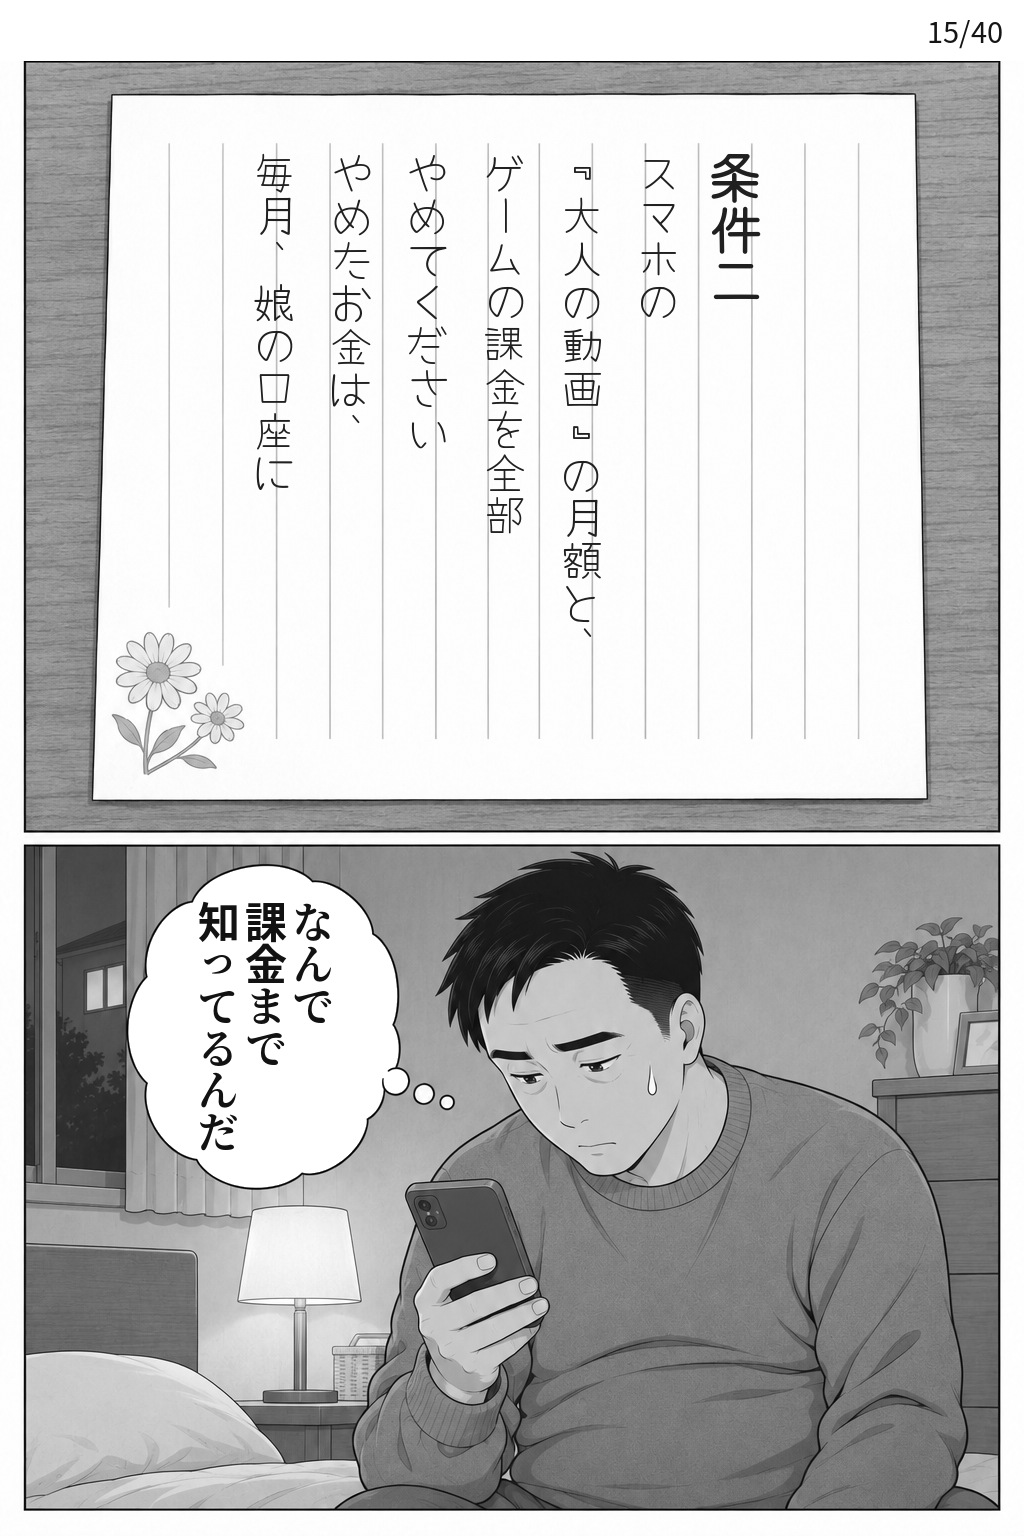 15/40
条件二
スマホの
『大人の動画』の月額と、
ゲームの課金を全部
やめてください
やめたお金は、
毎月、娘の口座に
なんで
課金まで
知ってるんだ